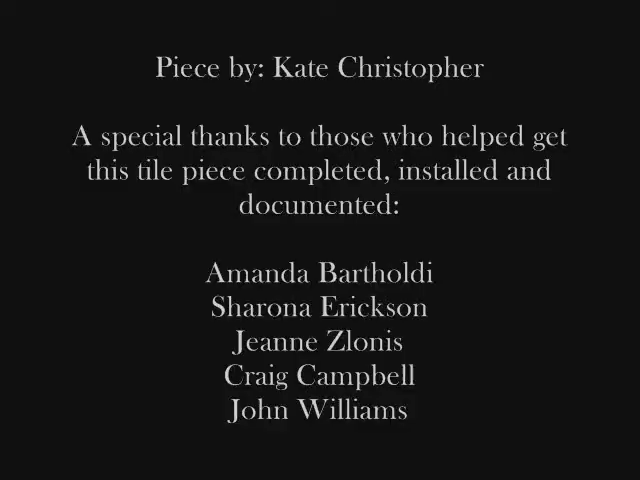 Piece by: Kate Christopher
A special thanks to those who helped get
this tile piece completed, installed and
documented:
Amanda Bartholdi
Sharona Erickson
Jeanne Zlonis
Craig Campbell
John Williams